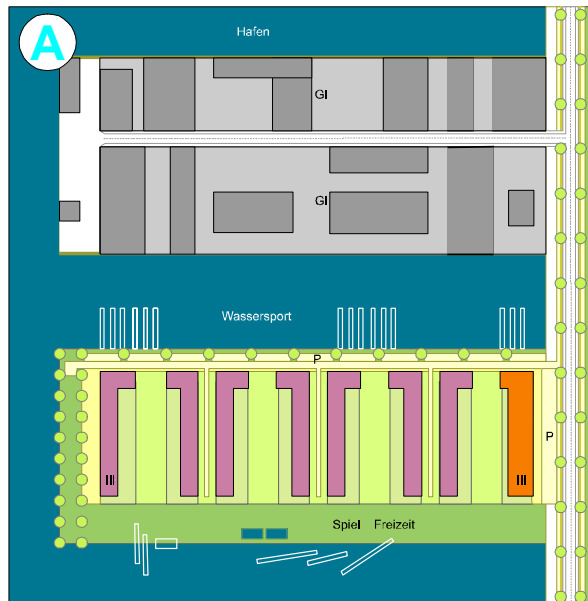 A
Hafen
GI
GI
Wassersport
P
P
III
III
Spiel Freizeit